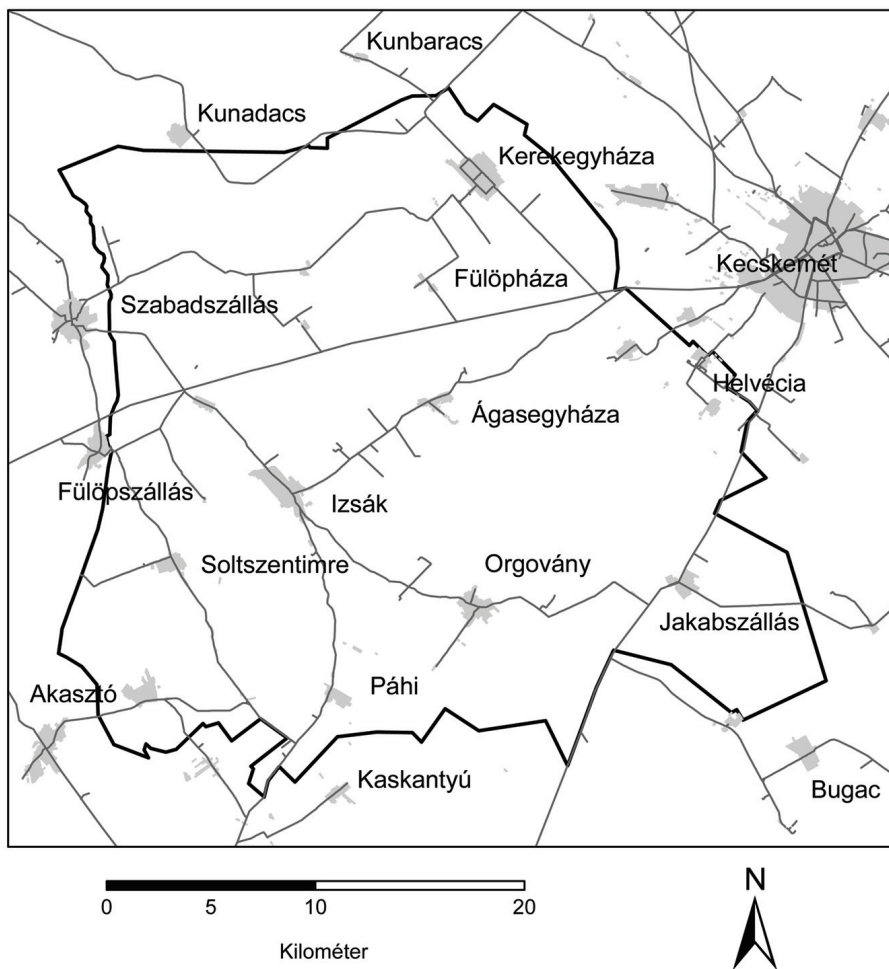 Kunbaracs
Kunadacs
Kerekegyháza
Kecskemét
Fülöpháza
Szabadszállás
Helvécia
Ágasegyháza
Fülöpszállás
Izsák
Soltszentimre
Orgovány
Jakabszállás
Akasztó
Páhi
Kaskantyú
Bugac
N
0 5 10 20
Kilométer